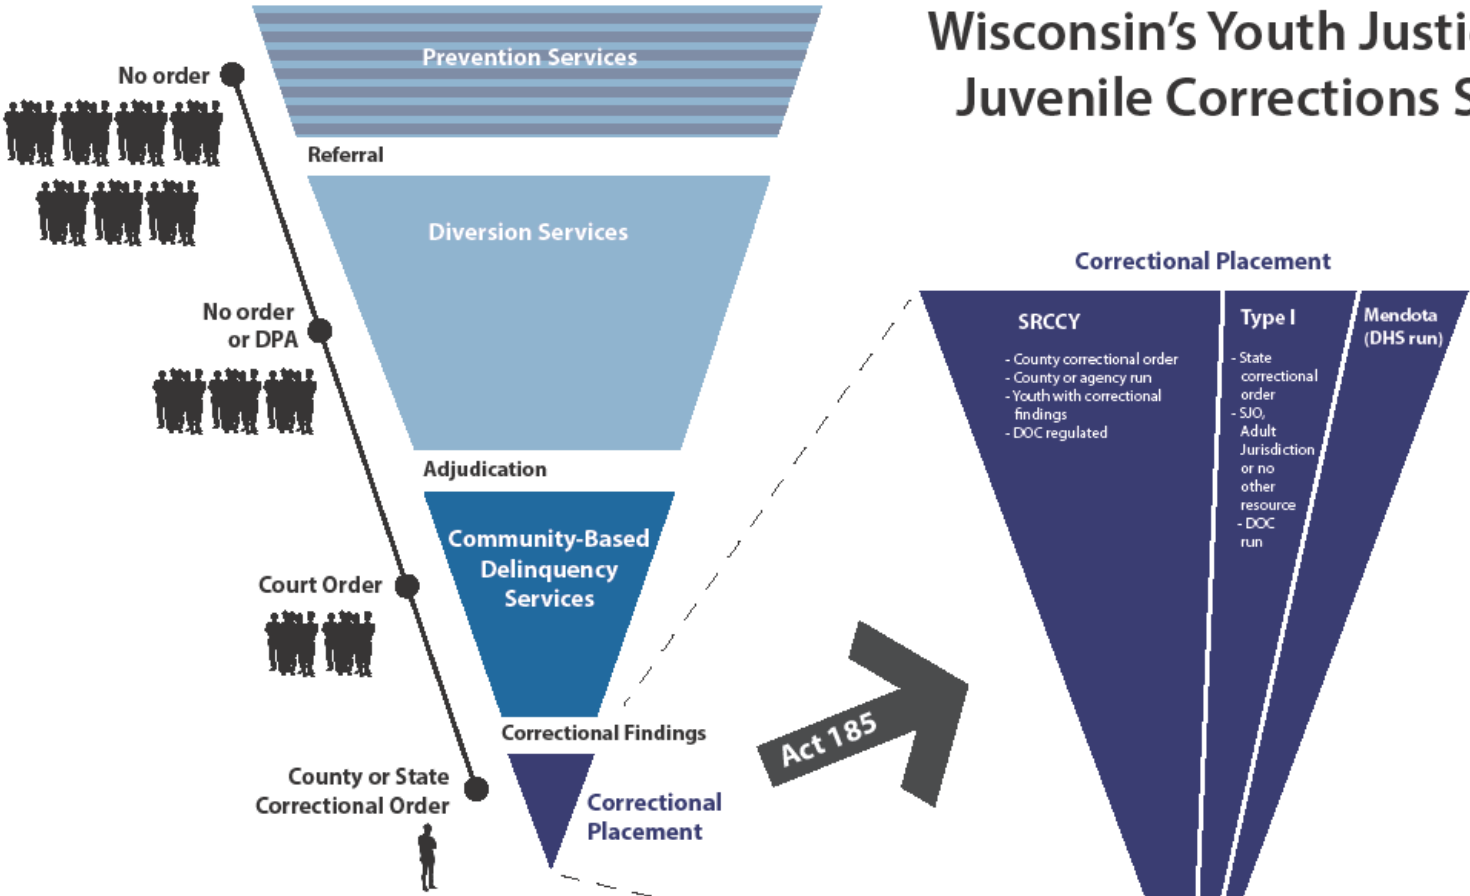 Wisconsin's Youth Justi
Juvenile Corrections S
Prevention Services
No order
Referral
Diversion Services
No order
or DPA
Adjudication
Community-Based
Delinquency
Services
Court Order
Correctional Findings
County or State
Correctional Order
Correctional
Placement
Act 185
Correctional Placement
SRCCY
- County correctional order
- County or agency run
- Youth with correctional
findings
- DOC regulated
Type I
- State
correctional
order
- SJO,
Adult
Jurisdiction
or no
other
resource
- DOC
run
Mendota
(DHS run)